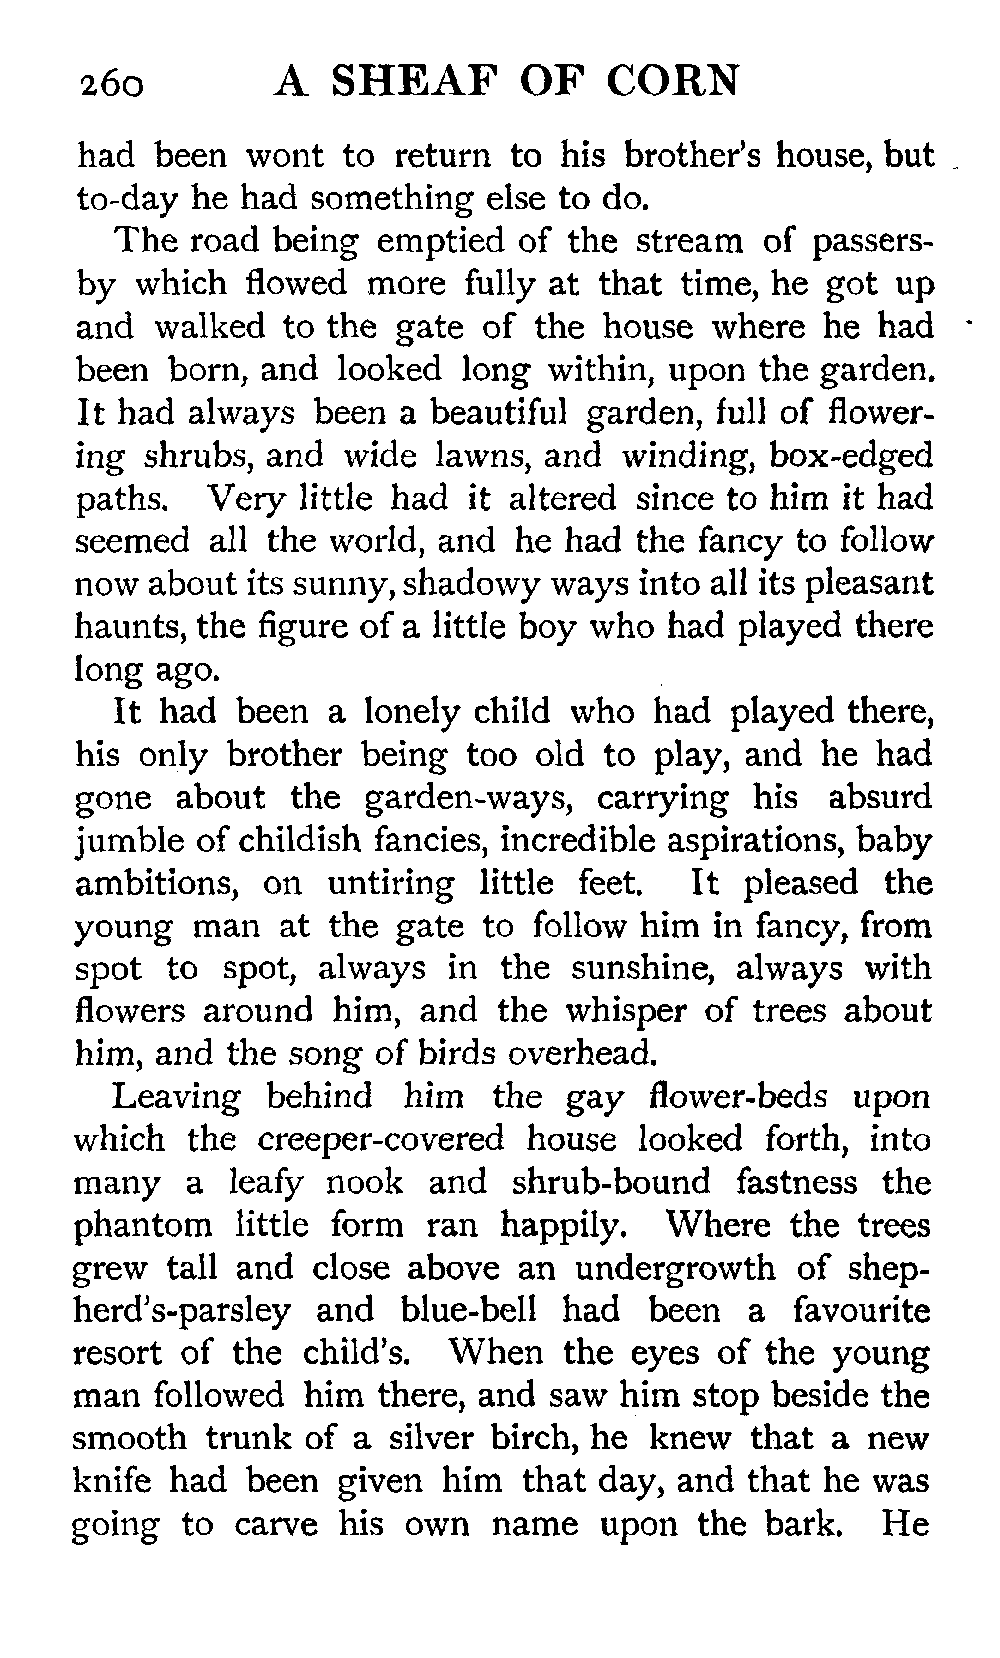 260 A SHEAF OF CORN
had been wont to return to his brother's house, but
to-day he had something else to do.
The road being emptied of the stream of passers-
by which flowed more fully at that time, he got up
and walked to the gate of the house where he had
been born, and looked long within, upon the garden.
It had always been a beautiful garden, full of flower-
ing shrubs, and wide lawns, and winding, box-edged
paths. Very little had it altered since to him it had
seemed all the world, and he had the fancy to follow
now about its sunny, shadowy ways into all its pleasant
haunts, the figure of a little boy who had played there
long ago.
It had been a lonely child who had played there,
his only brother being too old to play, and he had
gone about the garden-ways, carrying his absurd
jumble of childish fancies, incredible aspirations, baby
ambitions, on untiring little feet. It pleased the
young man at the gate to follow him in fancy, from
spot to spot, always in the sunshine, always with
flowers around him, and the whisper of trees about
him, and the song of birds overhead.
Leaving behind him the gay flower-beds upon
which the creeper-covered house looked forth, into
many a leafy nook and shrub-bound fastness the
phantom little form ran happily. Where the trees
grew tall and close above an undergrowth of shep-
herd's-parsley and blue-bell had been a favourite
resort of the child's. When the eyes of the young
man followed him there, and saw him stop beside the
smooth trunk of a silver birch, he knew that a new
knife had been given him that day, and that he was
going to carve his own name upon the bark. He